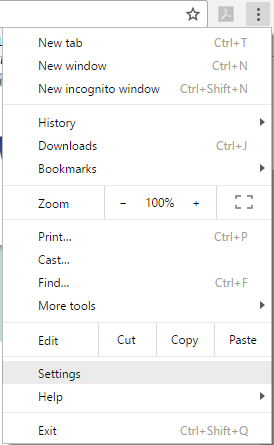 New tab Ctrl+T
New window Ctrl+N
New incognito window Ctrl+Shift+N
History
Downloads Ctrl+J
Bookmarks
Zoom − 100% +
Print... Ctrl+P
Cast...
Find... Ctrl+F
More tools
Edit Cut Copy Paste
Settings
Help
Exit Ctrl+Shift+Q